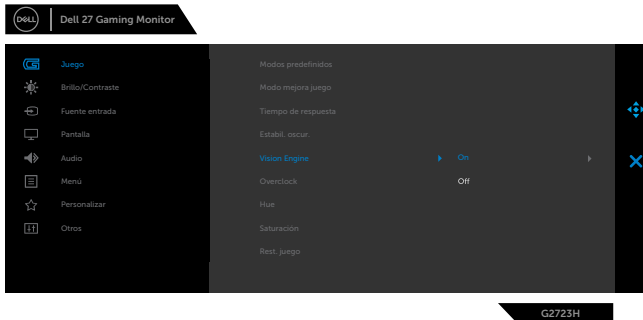 DELL
Dell 27 Gaming Monitor
Juego
Modos predefinidos
Brillo/Contraste
Modo mejora juego
Fuente entrada
Tiempo de respuesta
Pantalla
Estabil. oscur.
Audio
Vision Engine
On
Menú
Overclock
Off
Personalizar
Hue
Otros
Saturación
Rest. juego
G2723H